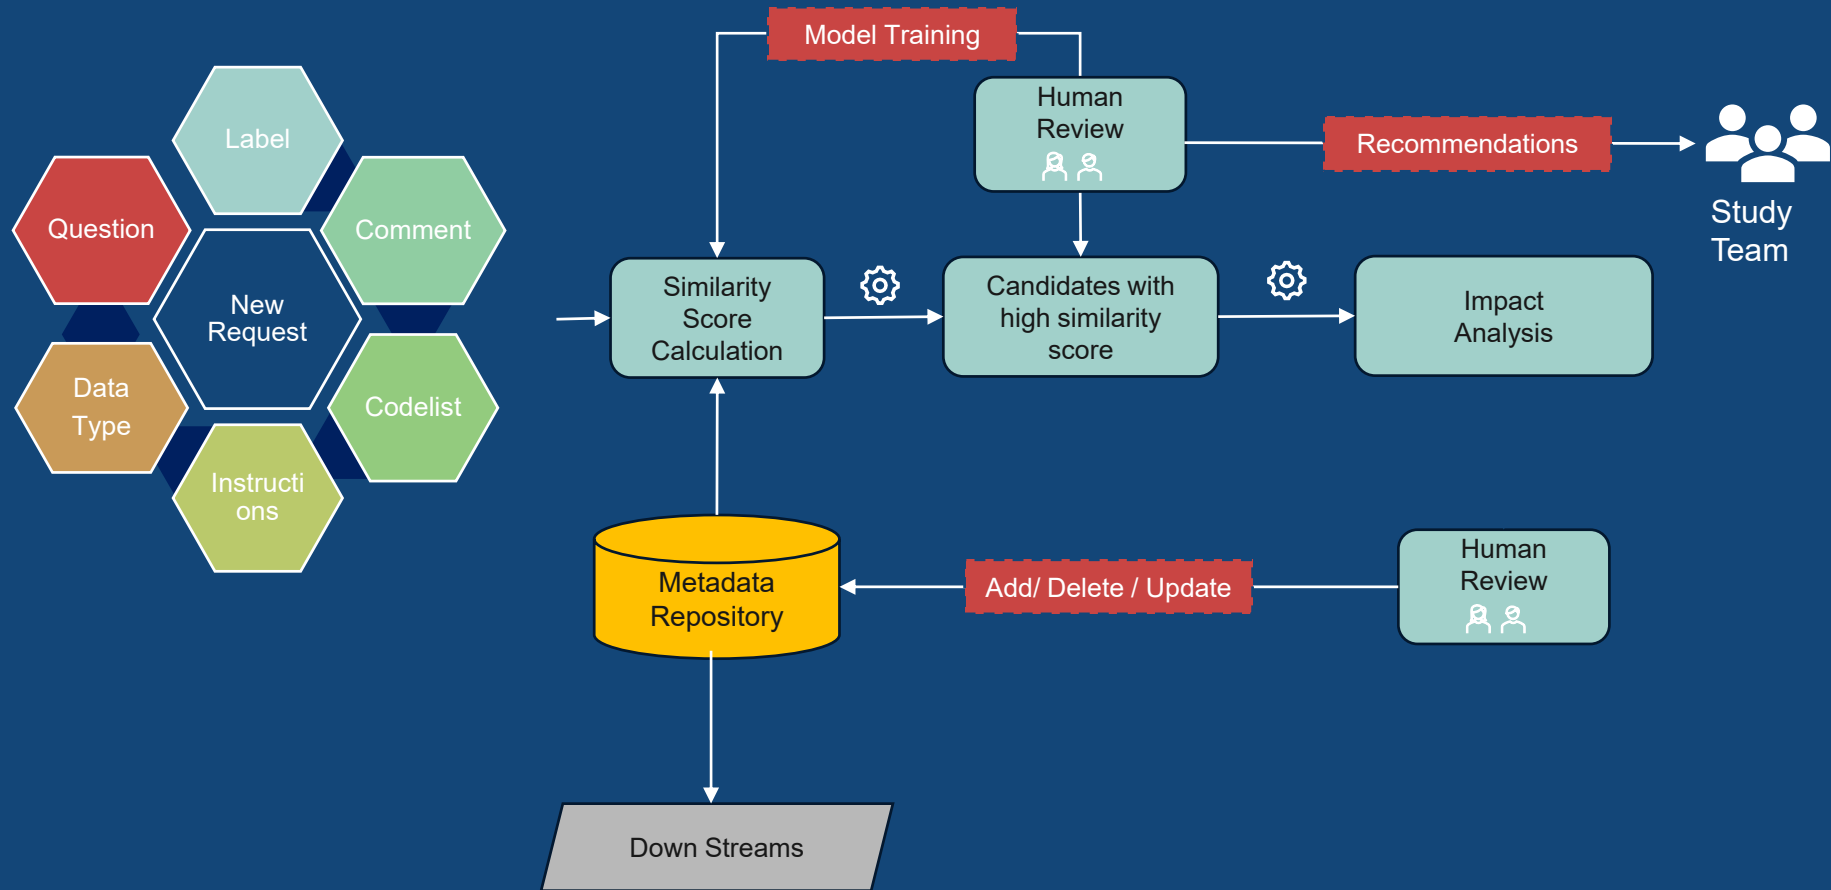 Label
Question
Comment
New
Request
Data
Type
Codelist
Instructi
ons
Model Training
Human
Review
Recommendations
Study
Team
Similarity
Score
Calculation
Candidates with
high similarity
score
Impact
Analysis
Metadata
Repository
Add/ Delete / Update
Human
Review
Down Streams